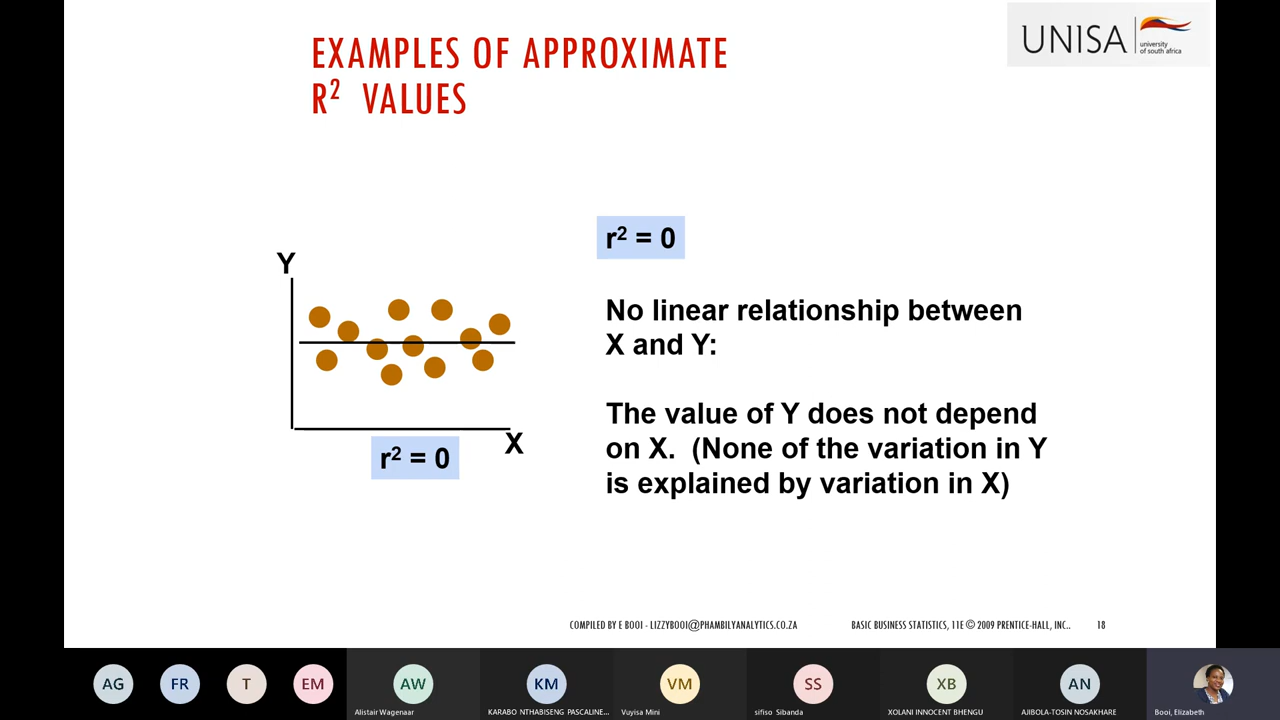 EXAMPLES OF APPROXIMATE
R² VALUES
UNISA
university
of south africa
r² = 0
Y
No linear relationship between
X and Y:
The value of Y does not depend
on X. (None of the variation in Y
is explained by variation in X)
X
r² = 0
COMPILED BY E BOOI - LIZZYBOOI@PHAMBILYANALYTICS.CO.ZA
BASIC BUSINESS STATISTICS, 11E © 2009 PRENTICE-HALL, INC..
18
AG
FR
T
EM
AW
Alistair Wagenaar
KM
KARABO NTHABISENG PASCALINE...
VM
Vuyisa Mini
SS
sifiso Sibanda
XB
XOLANI INNOCENT BHENGU
AN
AJIBOLA-TOSIN NOSAKHARE
Booi, Elizabeth